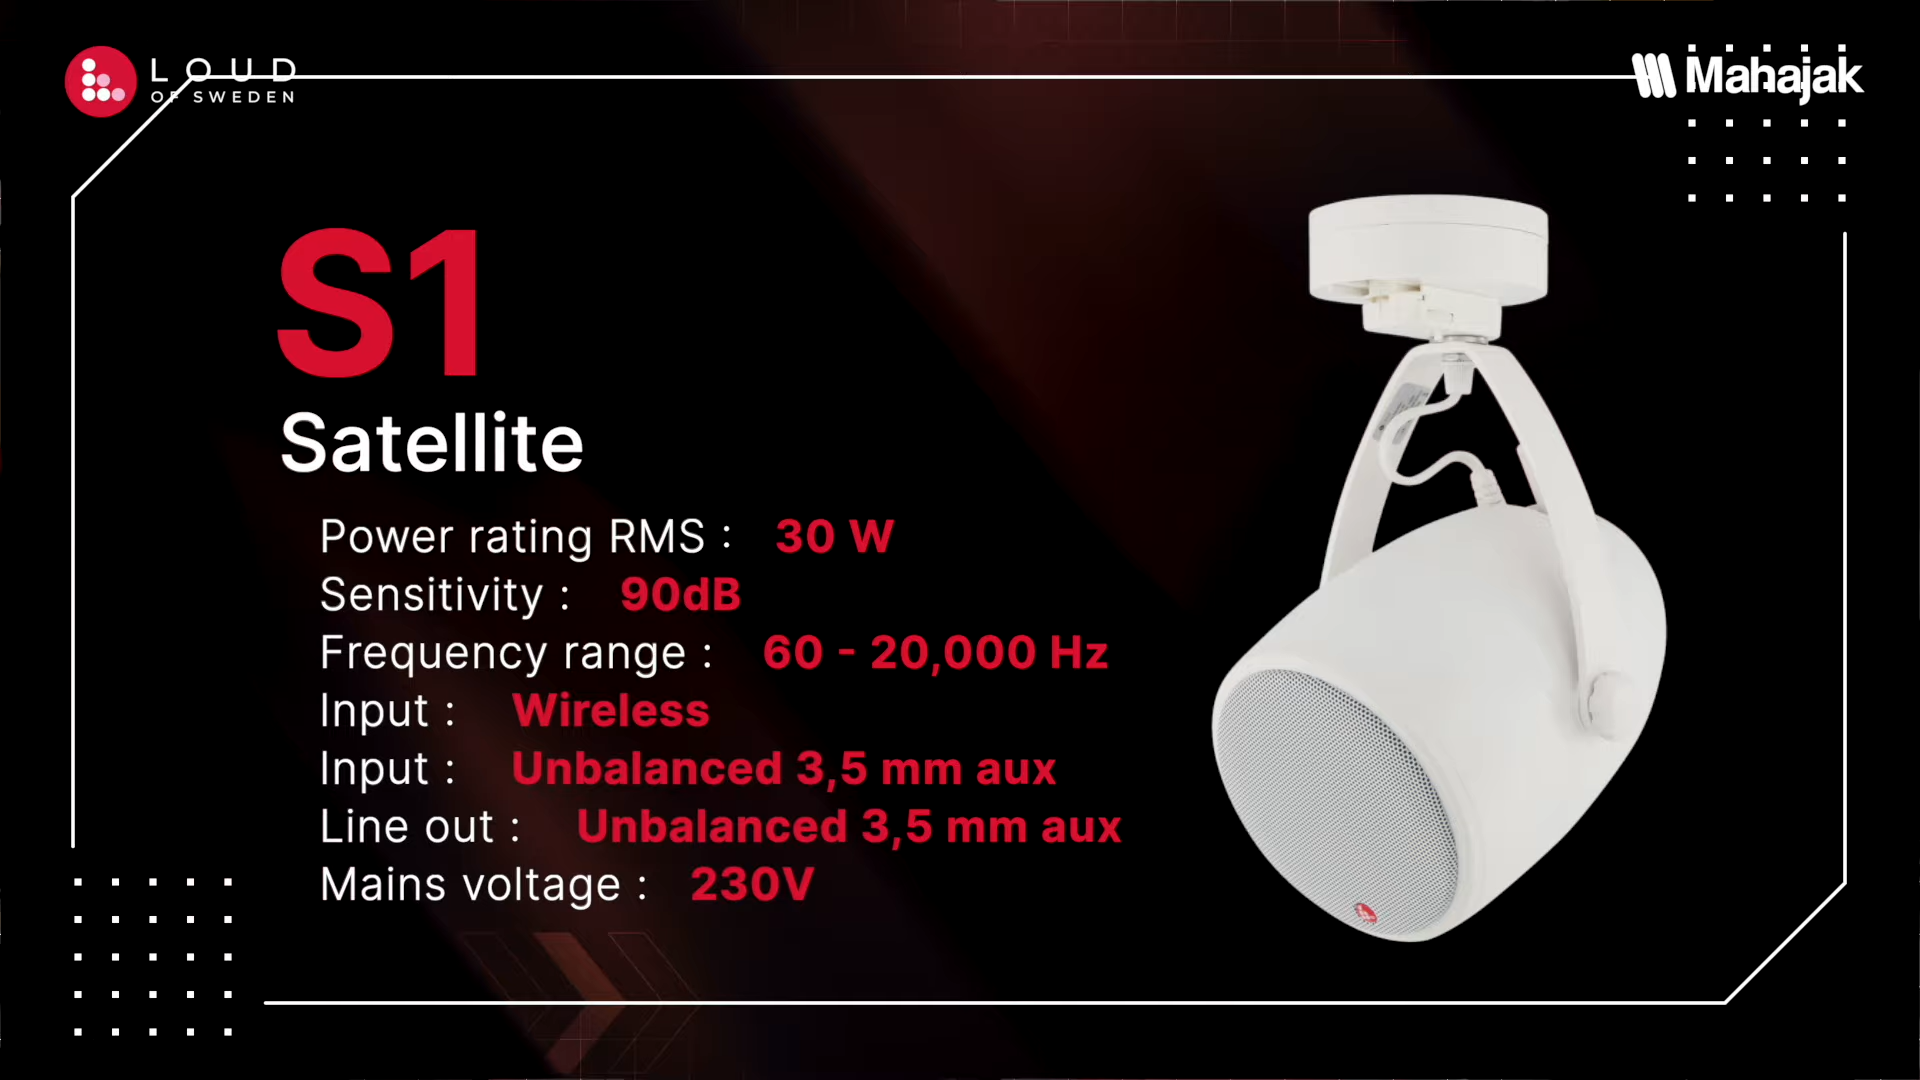 LOUD
OF SWEDEN
Mahajak
S1
Satellite
Power rating RMS : 30 W
Sensitivity : 90dB
Frequency range : 60 - 20,000 Hz
Input : Wireless
Input : Unbalanced 3,5 mm aux
Line out : Unbalanced 3,5 mm aux
Mains voltage : 230V